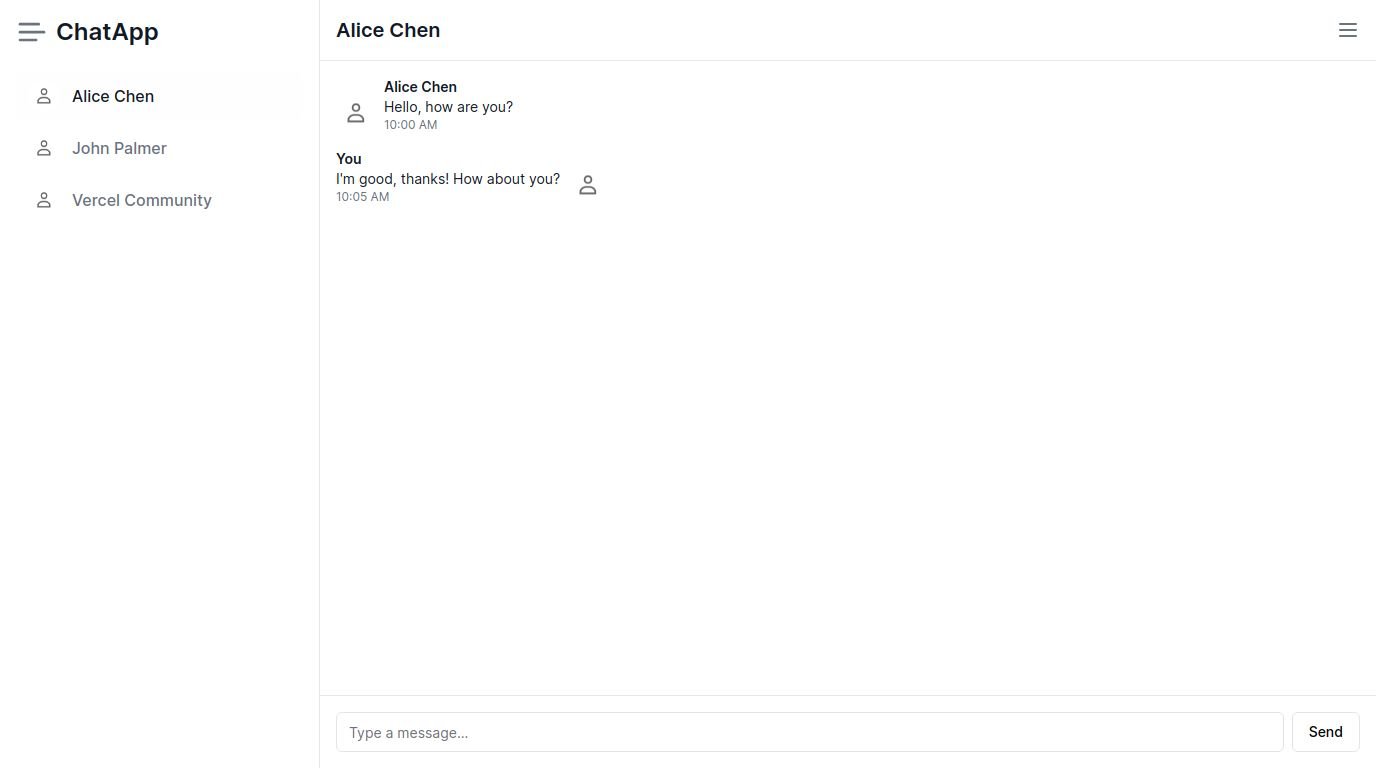 ChatApp
Alice Chen
John Palmer
Vercel Community
Alice Chen
Alice Chen
Hello, how are you?
10:00 AM
You
I'm good, thanks! How about you?
10:05 AM
Type a message...
Send